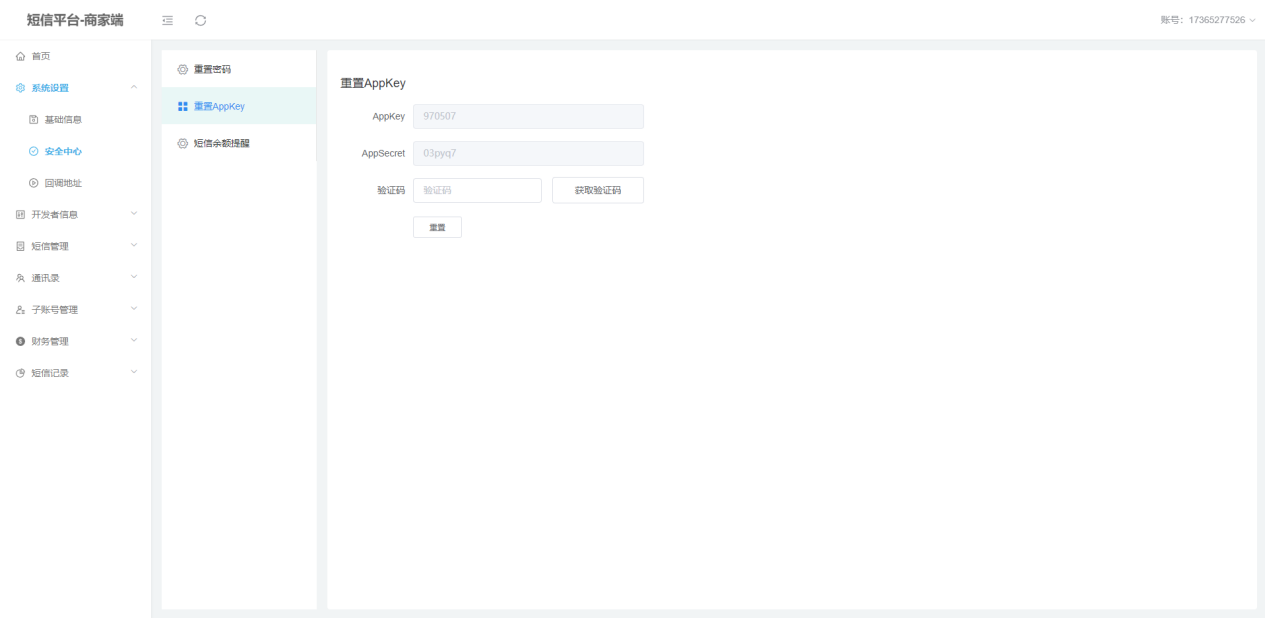 短信平台-商家端
账号：17365277526
首页
系统设置
基础信息
安全中心
回调地址
开发者信息
短信管理
通讯录
子账号管理
财务管理
短信记录
重置密码
重置AppKey
短信余额提醒
重置AppKey
AppKey 970507
AppSecret 03pyq7
验证码 验证码 获取验证码
重置